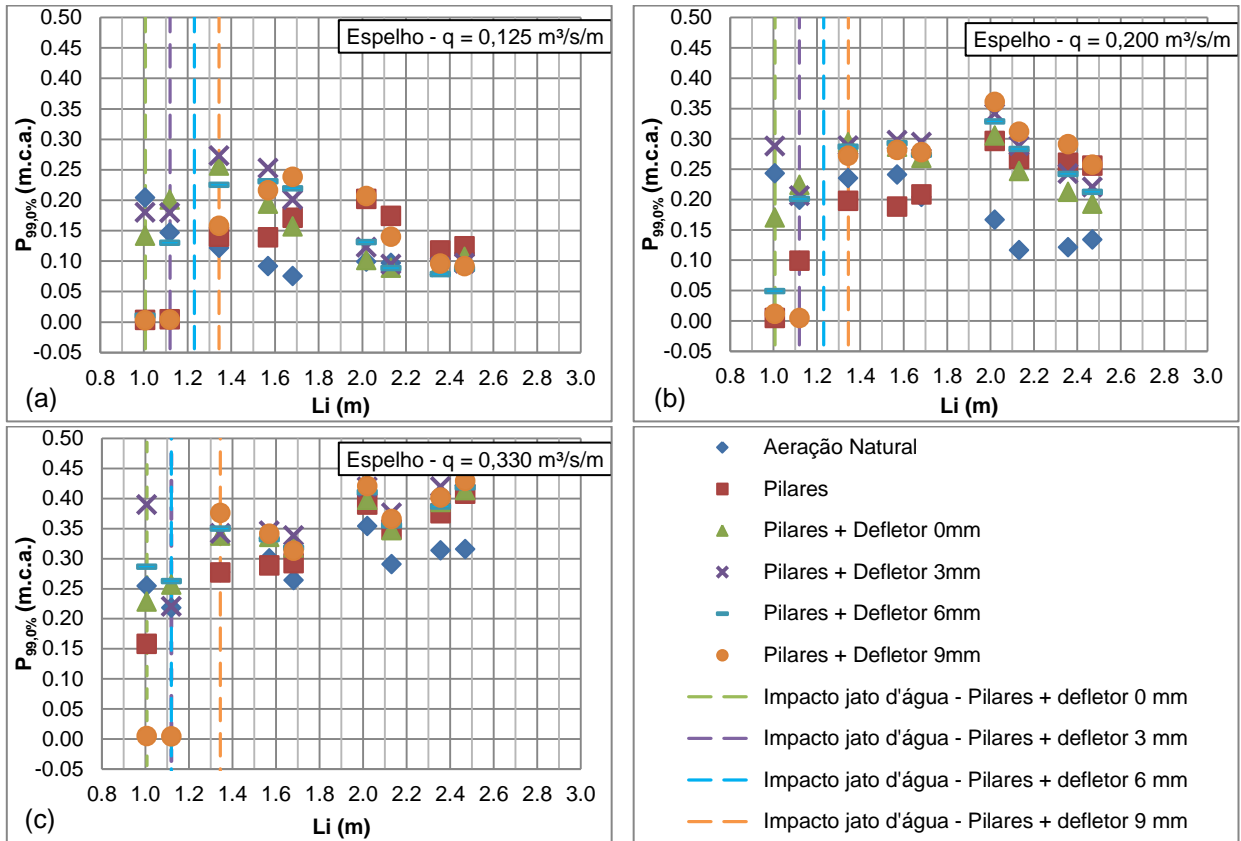 0.50
0.45
0.40
0.35
0.30
0.25
0.20
0.15
0.10
0.05
0.00
-0.05
P99,0% (m.c.a.)
Espelho - q = 0,125 m³/s/m
0.8 1.0 1.2 1.4 1.6 1.8 2.0 2.2 2.4 2.6 2.8 3.0
(a)
Li (m)
0.50
0.45
0.40
0.35
0.30
0.25
0.20
0.15
0.10
0.05
0.00
-0.05
P99,0% (m.c.a.)
Espelho - q = 0,200 m³/s/m
0.8 1.0 1.2 1.4 1.6 1.8 2.0 2.2 2.4 2.6 2.8 3.0
(b)
Li (m)
0.50
0.45
0.40
0.35
0.30
0.25
0.20
0.15
0.10
0.05
0.00
-0.05
P99,0% (m.c.a.)
Espelho - q = 0,330 m³/s/m
0.8 1.0 1.2 1.4 1.6 1.8 2.0 2.2 2.4 2.6 2.8 3.0
(c)
Li (m)
Aeração Natural
Pilares
Pilares + Defletor 0mm
Pilares + Defletor 3mm
Pilares + Defletor 6mm
Pilares + Defletor 9mm
Impacto jato d'água - Pilares + defletor 0 mm
Impacto jato d'água - Pilares + defletor 3 mm
Impacto jato d'água - Pilares + defletor 6 mm
Impacto jato d'água - Pilares + defletor 9 mm